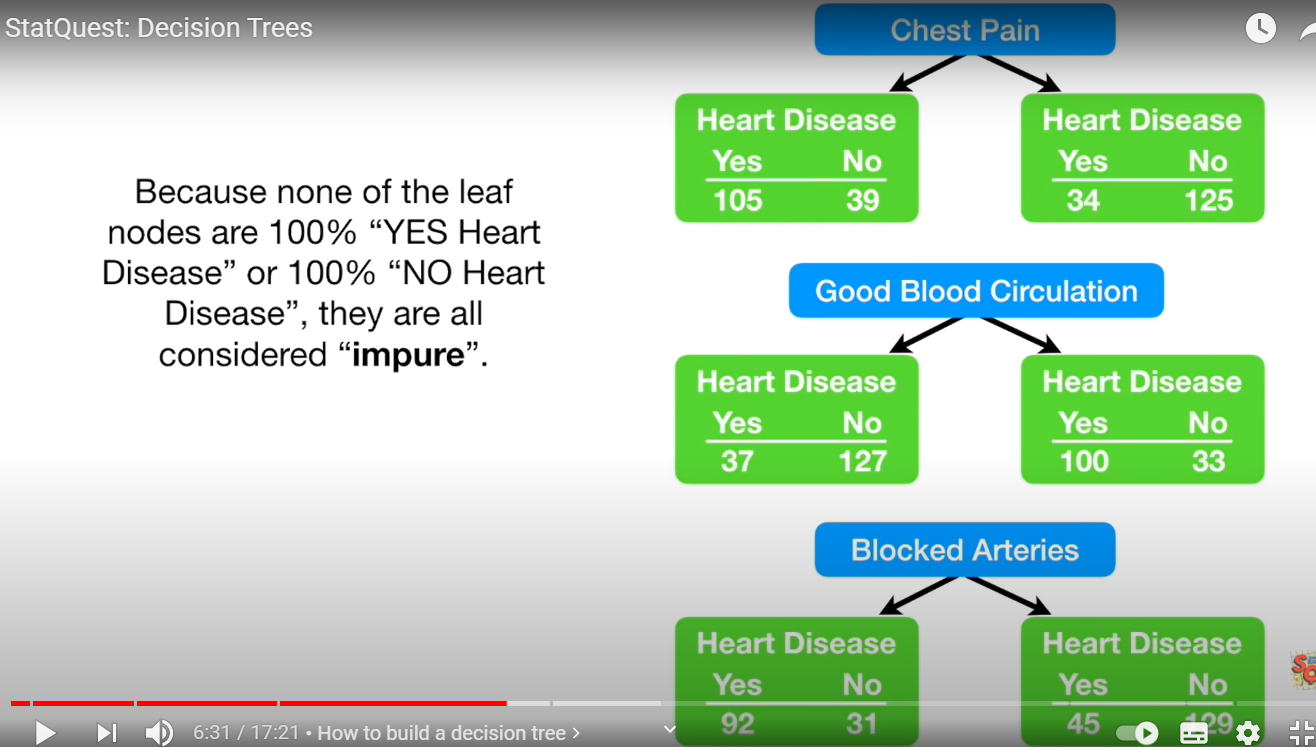 StatQuest: Decision Trees
Because none of the leaf
nodes are 100% “YES Heart
Disease” or 100% “NO Heart
Disease”, they are all
considered “impure”.
Chest Pain
Heart Disease
Yes No
105 39
Heart Disease
Yes No
34 125
Good Blood Circulation
Heart Disease
Yes No
37 127
Heart Disease
Yes No
100 33
Blocked Arteries
Heart Disease
Yes No
92 31
Heart Disease
Yes No
45 129
6:31 / 17:21 • How to build a decision tree >